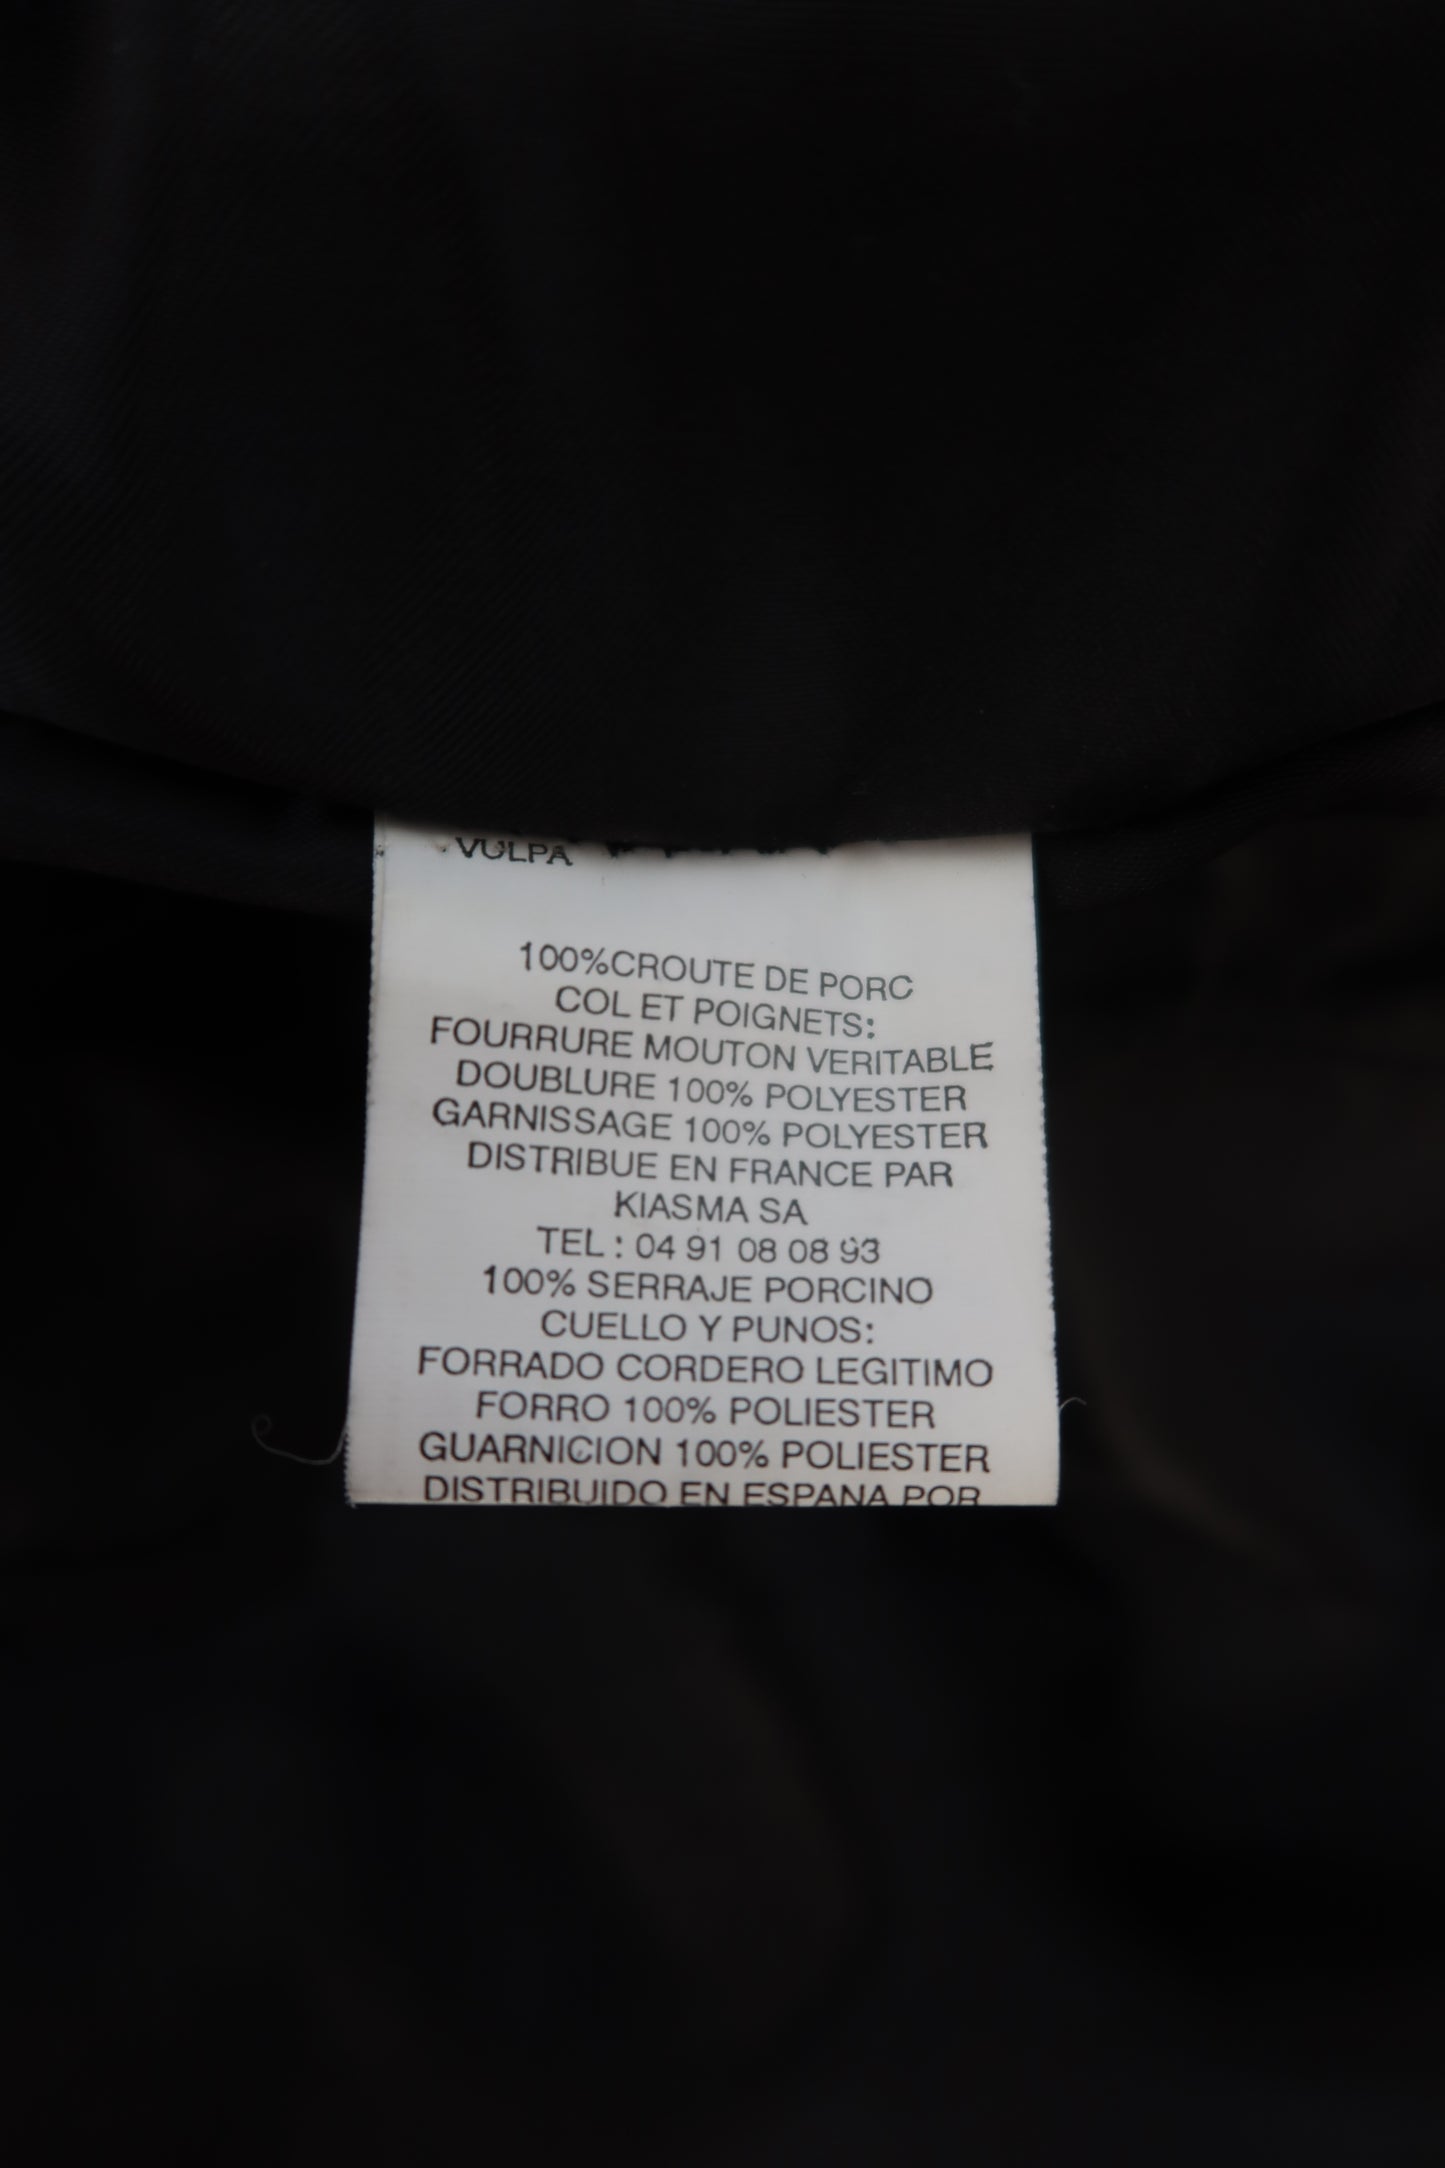 VULPA
100%CROUTE DE PORC
COL ET POIGNETS:
FOURRURE MOUTON VERITABLE
DOUBLURE 100% POLYESTER
GARNISSAGE 100% POLYESTER
DISTRIBUE EN FRANCE PAR
KIASMA SA
TEL : 04 91 08 08 93
100% SERRAJE PORCINO
CUELLO Y PUNOS:
FORRADO CORDERO LEGITIMO
FORRO 100% POLIESTER
GUARNICION 100% POLIESTER
DISTRIBUIDO EN ESPANA POR